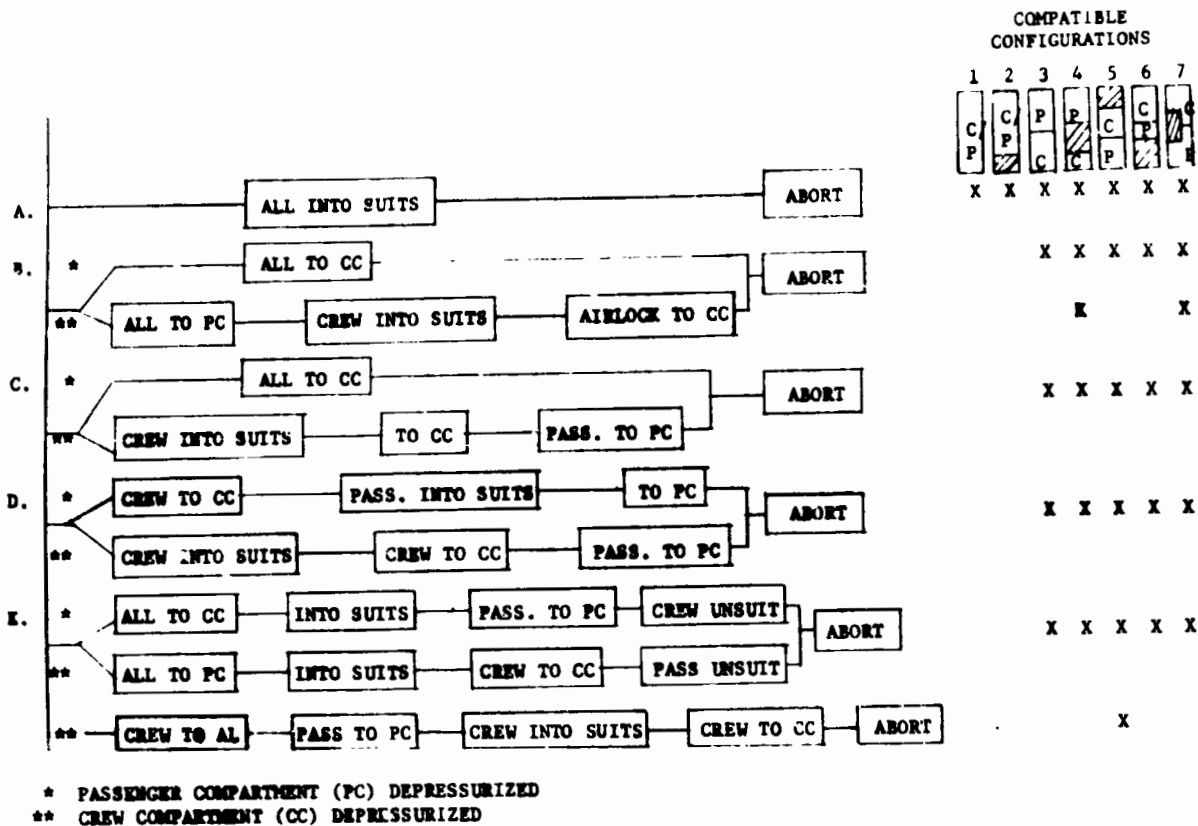 COMPATIBLE
CONFIGURATIONS
1 2 3 4 5 6 7
C/ C/ P P C C C
P P C C P P P
A. ALL INTO SUITS ABORT X X X X X X X
B. * ALL TO CC ABORT X X X X X
** ALL TO PC CREW INTO SUITS AIRLOCK TO CC X X
C. * ALL TO CC ABORT X X X X X
** CREW INTO SUITS TO CC PASS. TO PC
D. * CREW TO CC PASS. INTO SUITS TO PC ABORT X X X X X
** CREW INTO SUITS CREW TO CC PASS. TO PC
E. * ALL TO CC INTO SUITS PASS. TO PC CREW UNSUIT ABORT X X X X X
** ALL TO PC INTO SUITS CREW TO CC PASS UNSUIT
** CREW TO AL PASS TO PC CREW INTO SUITS CREW TO CC ABORT X
* PASSENGER COMPARTMENT (PC) DEPRESSURIZED
** CREW COMPARTMENT (CC) DEPRESSURIZED